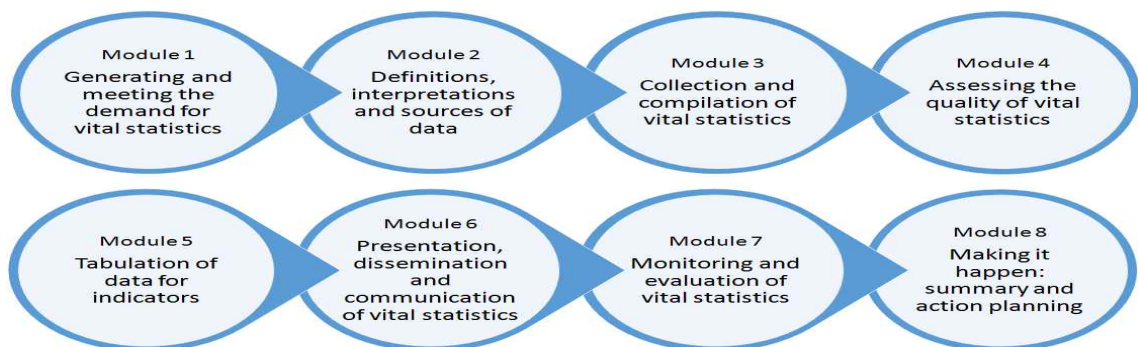 Module 1
Generating and
meeting the
demand for
vital statistics
Module 2
Definitions,
interpretations
and sources of
data
Module 3
Collection and
compilation of
vital statistics
Module 4
Assessing the
quality of vital
statistics
Module 5
Tabulation of
data for
indicators
Module 6
Presentation,
dissemination
and
communication
of vital statistics
Module 7
Monitoring and
evaluation of
vital statistics
Module 8
Making it
happen:
summary and
action planning